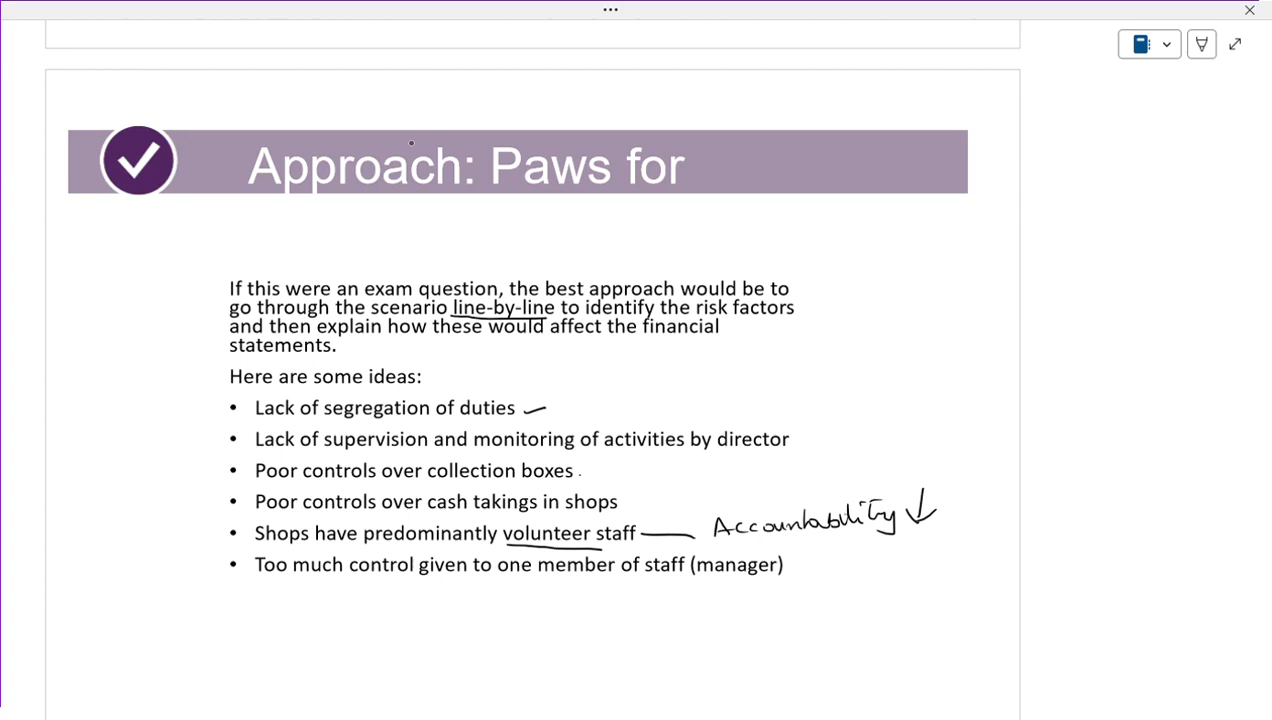 Approach: Paws for
If this were an exam question, the best approach would be to
go through the scenario line-by-line to identify the risk factors
and then explain how these would affect the financial
statements.
Here are some ideas:
• Lack of segregation of duties
• Lack of supervision and monitoring of activities by director
• Poor controls over collection boxes
• Poor controls over cash takings in shops
• Shops have predominantly volunteer staff — Accountability ↓
• Too much control given to one member of staff (manager)